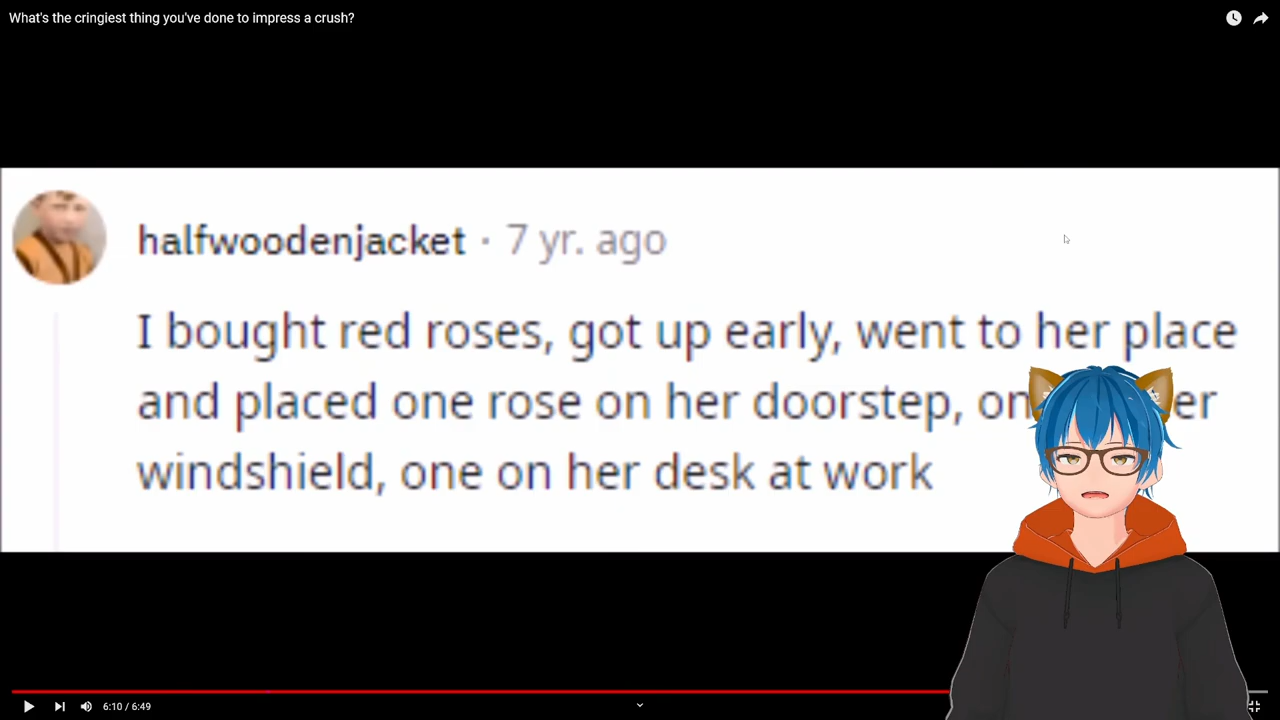 What's the cringiest thing you've done to impress a crush?
halfwoodenjacket · 7 yr. ago
I bought red roses, got up early, went to her place
and placed one rose on her doorstep, on er
windshield, one on her desk at work
6:10 / 6:49